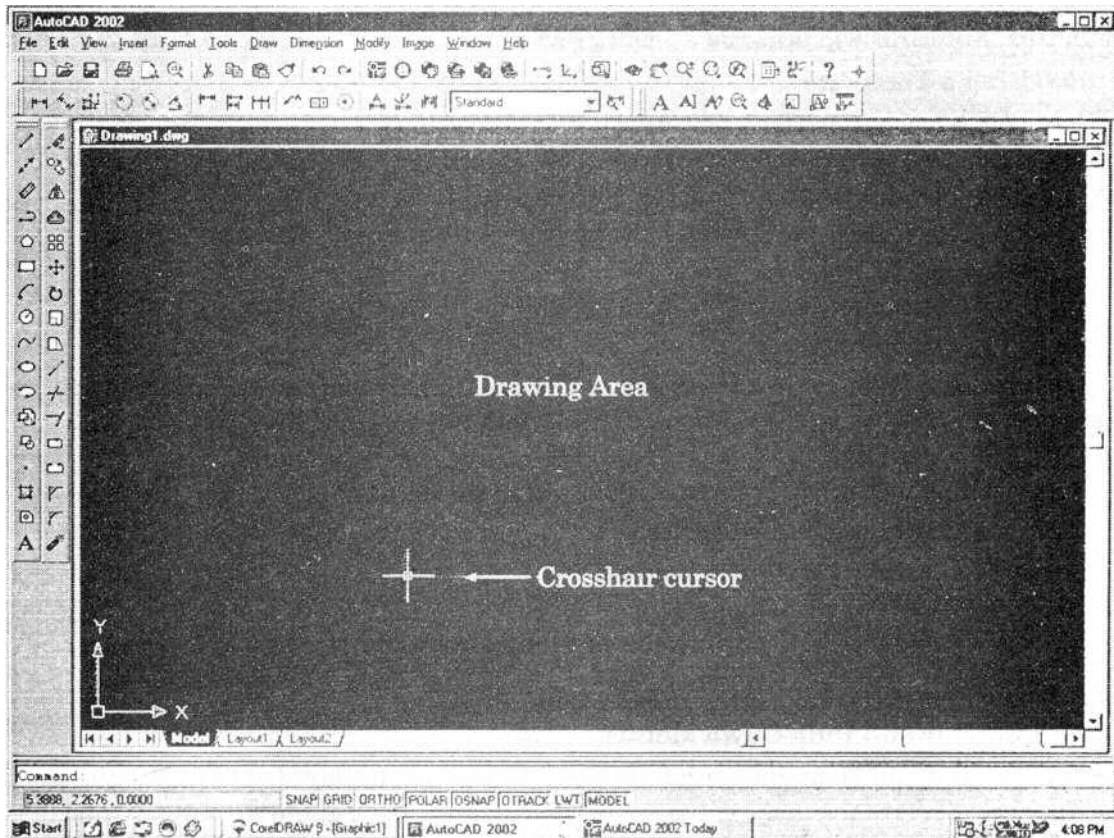 AutoCAD 2002
File Edit View Insert Format Tools Draw Dimension Modify Image Window Help
Standard
Drawing1.dwg
Drawing Area
Crosshair cursor
Y
X
Model Layout1 Layout2
Command:
5.3808, 2.2676, 0.0000 SNAP GRID ORTHO POLAR OSNAP OTRACK LWT MODEL
Start CorelDRAW 9 - [Graphic1] AutoCAD 2002 AutoCAD 2002 Today 4:08 PM